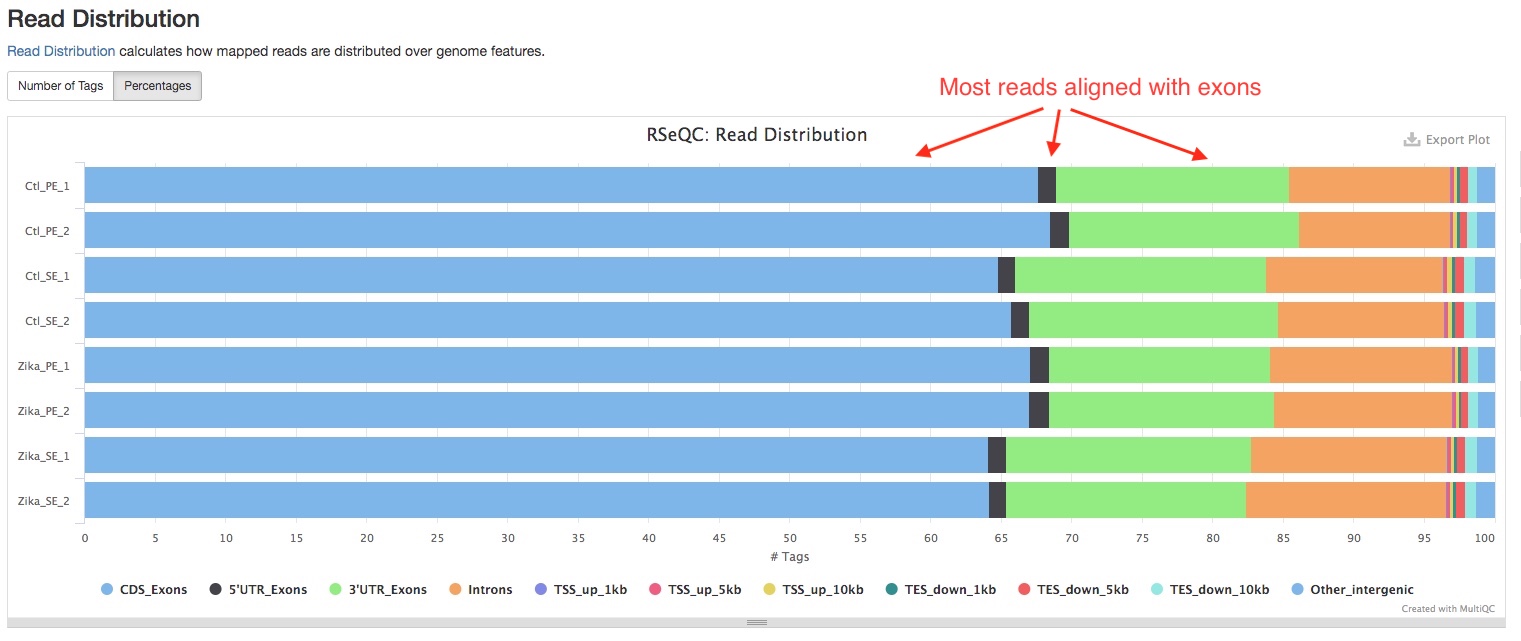 Read Distribution
Read Distribution calculates how mapped reads are distributed over genome features.
Number of Tags Percentages
Most reads aligned with exons
RSeQC: Read Distribution
Export Plot
Ctl_PE_1
Ctl_PE_2
Ctl_SE_1
Ctl_SE_2
Zika_PE_1
Zika_PE_2
Zika_SE_1
Zika_SE_2
0 5 10 15 20 25 30 35 40 45 50 55 60 65 70 75 80 85 90 95 100
# Tags
CDS_Exons 5'UTR_Exons 3'UTR_Exons Introns TSS_up_1kb TSS_up_5kb TSS_up_10kb TES_down_1kb TES_down_5kb TES_down_10kb Other_intergenic
Created with MultiQC